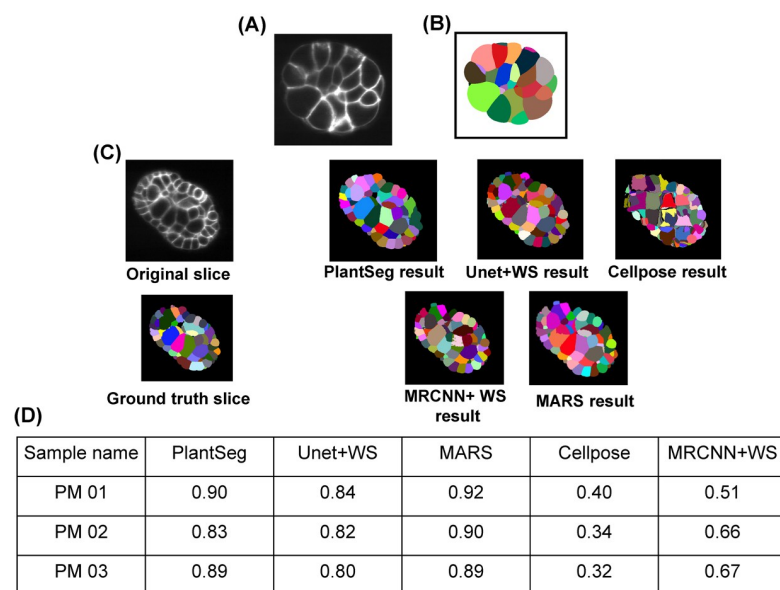 (A)
(B)
(C)
Original slice
PlantSeg result
Unet+WS result
Cellpose result
Ground truth slice
MRCNN+ WS
result
MARS result
(D)
Sample name PlantSeg Unet+WS MARS Cellpose MRCNN+WS
PM 01 0.90 0.84 0.92 0.40 0.51
PM 02 0.83 0.82 0.90 0.34 0.66
PM 03 0.89 0.80 0.89 0.32 0.67